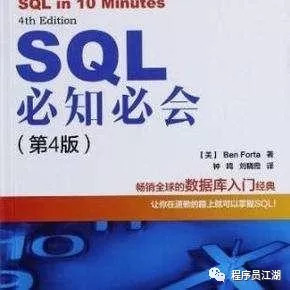 SQL in 10 Minutes
4th Edition
SQL
必知必会
（第4版）
［美］ Ben Forta 著
钟鸣 刘晓霞 译
畅销全球的数据库入门经典
让你在通勤的路上就可以掌握SQL!
程序员江湖